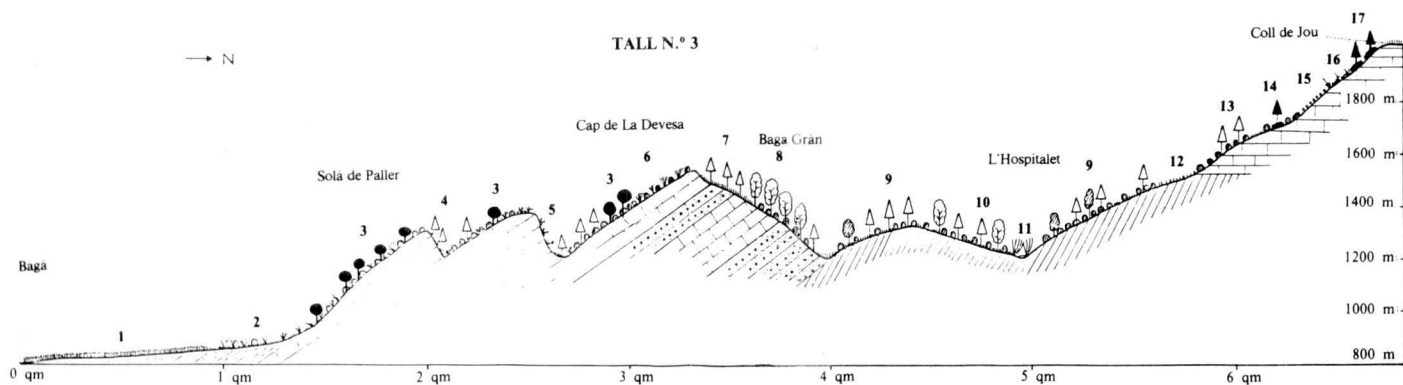 TALL N.º 3
N
Coll de Jou
17
16
15
14
13
1800 m.
Cap de La Devesa
7
Baga Gràn
6
8
L'Hospitalet
1600 m.
Solà de Paller
3
3
9
9
12
4
5
10
1400 m.
3
11
Bagà
1200 m.
1
2
1000 m.
800 m.
0 qm
1 qm
2 qm
3 qm
4 qm
5 qm
6 qm